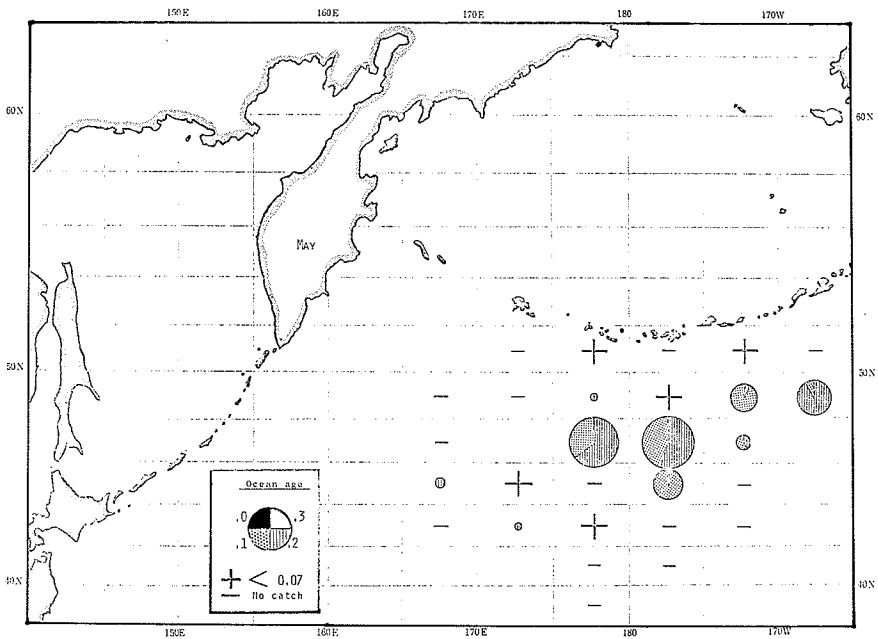 150E 160E 170E 180 170W
60N 60N
MAY
50N 50N
Ocean age
.0 .3
.1 .2
+ < 0.07
— No catch
40N 40N
150E 160E 170E 180 170W